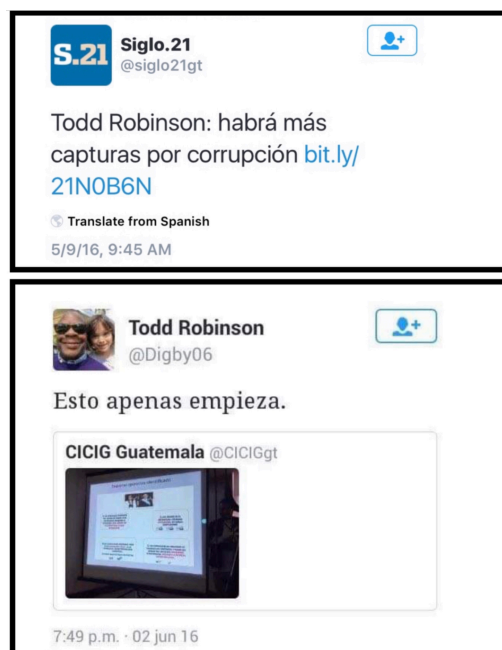 S.21
Siglo.21
@siglo21gt
Todd Robinson: habrá más
capturas por corrupción bit.ly/
21N0B6N
Translate from Spanish
5/9/16, 9:45 AM
Todd Robinson
@Digby06
Esto apenas empieza.
CICIG Guatemala @CICIGgt
7:49 p.m. · 02 jun 16